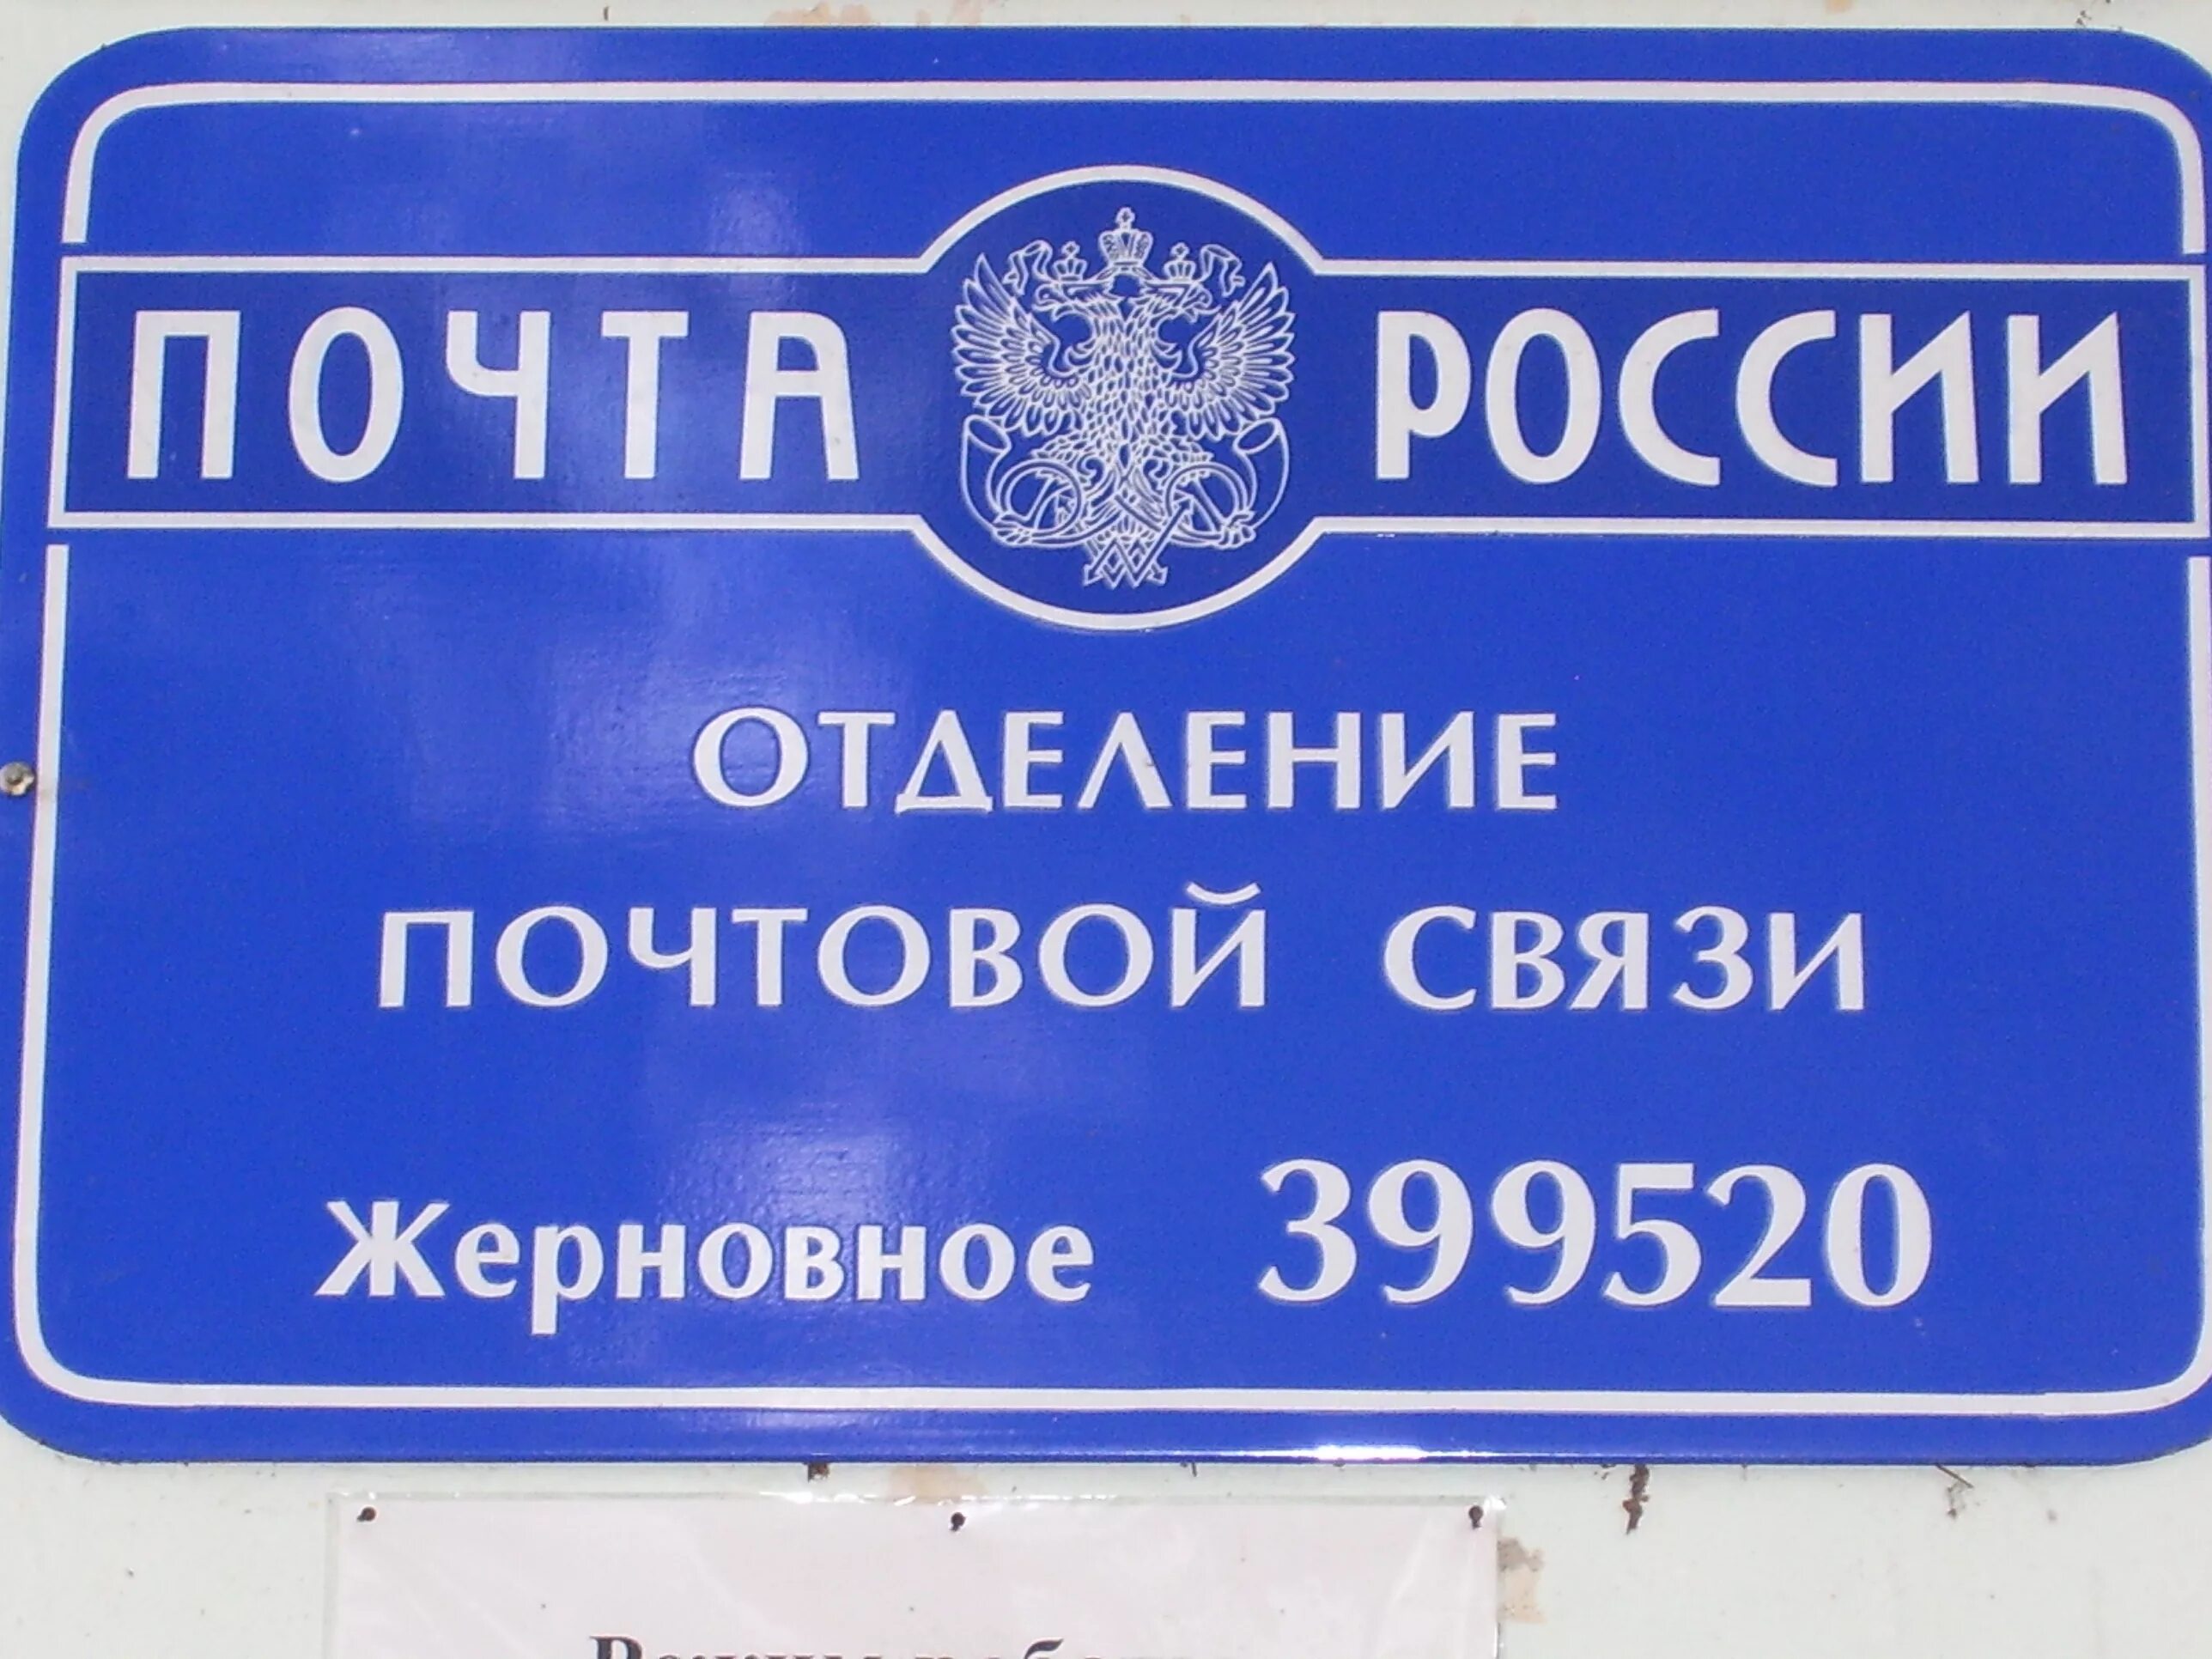 ПОЧТА РОССИИ
ОТДЕЛЕНИЕ
ПОЧТОВОЙ СВЯЗИ
Жерновное 399520